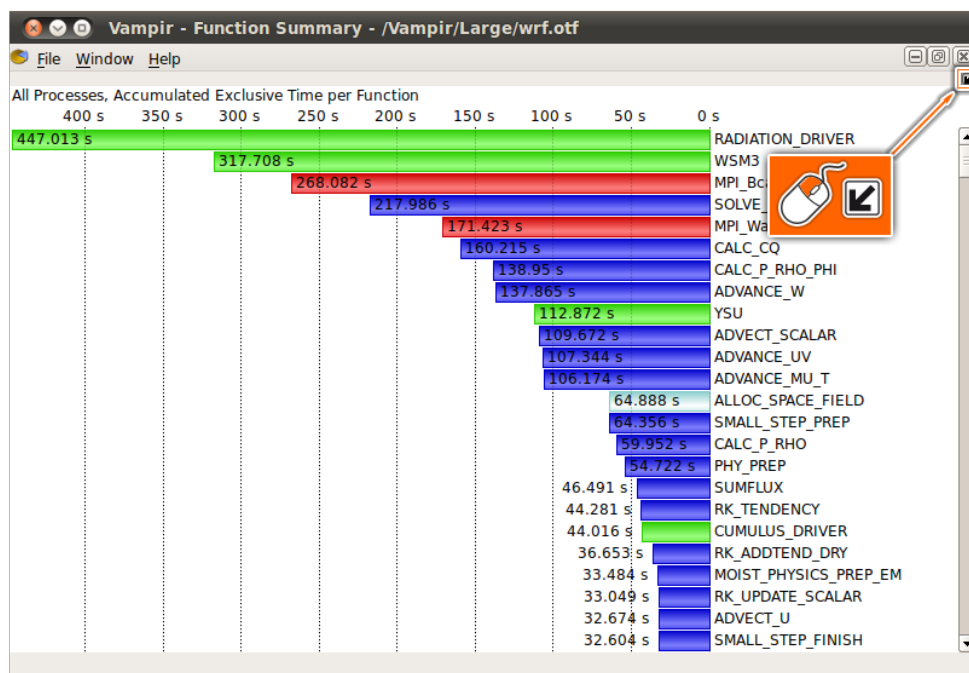 Vampir - Function Summary - /Vampir/Large/wrf.otf
File Window Help
All Processes, Accumulated Exclusive Time per Function
400 s 350 s 300 s 250 s 200 s 150 s 100 s 50 s 0 s
447.013 s RADIATION_DRIVER
317.708 s WSM3
268.082 s MPI_Bc
217.986 s SOLVE_
171.423 s MPI_Wa
160.215 s CALC_CQ
138.95 s CALC_P_RHO_PHI
137.865 s ADVANCE_W
112.872 s YSU
109.672 s ADVECT_SCALAR
107.344 s ADVANCE_UV
106.174 s ADVANCE_MU_T
64.888 s ALLOC_SPACE_FIELD
64.356 s SMALL_STEP_PREP
59.952 s CALC_P_RHO
54.722 s PHY_PREP
46.491 s SUMFLUX
44.281 s RK_TENDENCY
44.016 s CUMULUS_DRIVER
36.653 s RK_ADDTEND_DRY
33.484 s MOIST_PHYSICS_PREP_EM
33.049 s RK_UPDATE_SCALAR
32.674 s ADVECT_U
32.604 s SMALL_STEP_FINISH